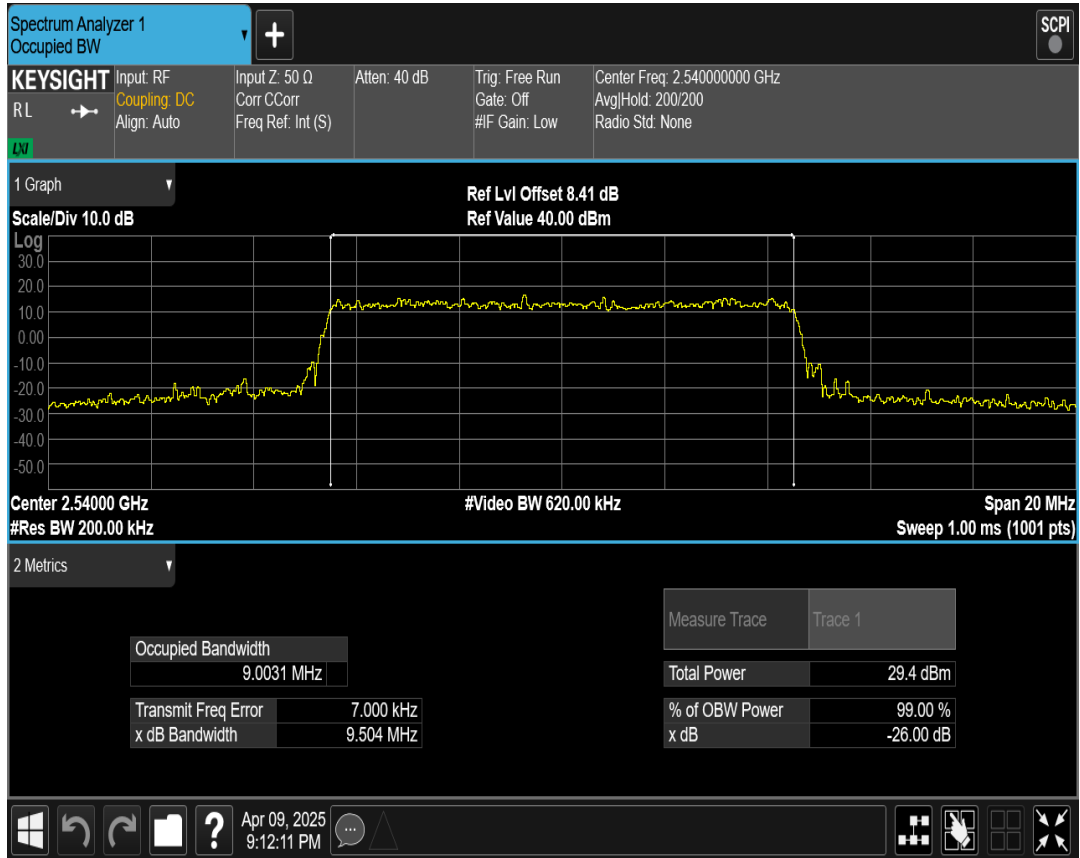 Spectrum Analyzer 1
Occupied BW
+
SCPI
KEYSIGHT
RL
LXI
Input: RF
Coupling: DC
Align: Auto
Input Z: 50 Ω
Corr CCorr
Freq Ref: Int (S)
Atten: 40 dB
Trig: Free Run
Gate: Off
#IF Gain: Low
Center Freq: 2.540000000 GHz
Avg|Hold: 200/200
Radio Std: None
1 Graph
Scale/Div 10.0 dB
Ref Lvl Offset 8.41 dB
Ref Value 40.00 dBm
Log
30.0
20.0
10.0
0.00
-10.0
-20.0
-30.0
-40.0
-50.0
Center 2.54000 GHz
#Video BW 620.00 kHz
Span 20 MHz
#Res BW 200.00 kHz
Sweep 1.00 ms (1001 pts)
2 Metrics
Occupied Bandwidth
9.0031 MHz
Transmit Freq Error 7.000 kHz
x dB Bandwidth 9.504 MHz
Measure Trace Trace 1
Total Power 29.4 dBm
% of OBW Power 99.00 %
x dB -26.00 dB
?
Apr 09, 2025
9:12:11 PM